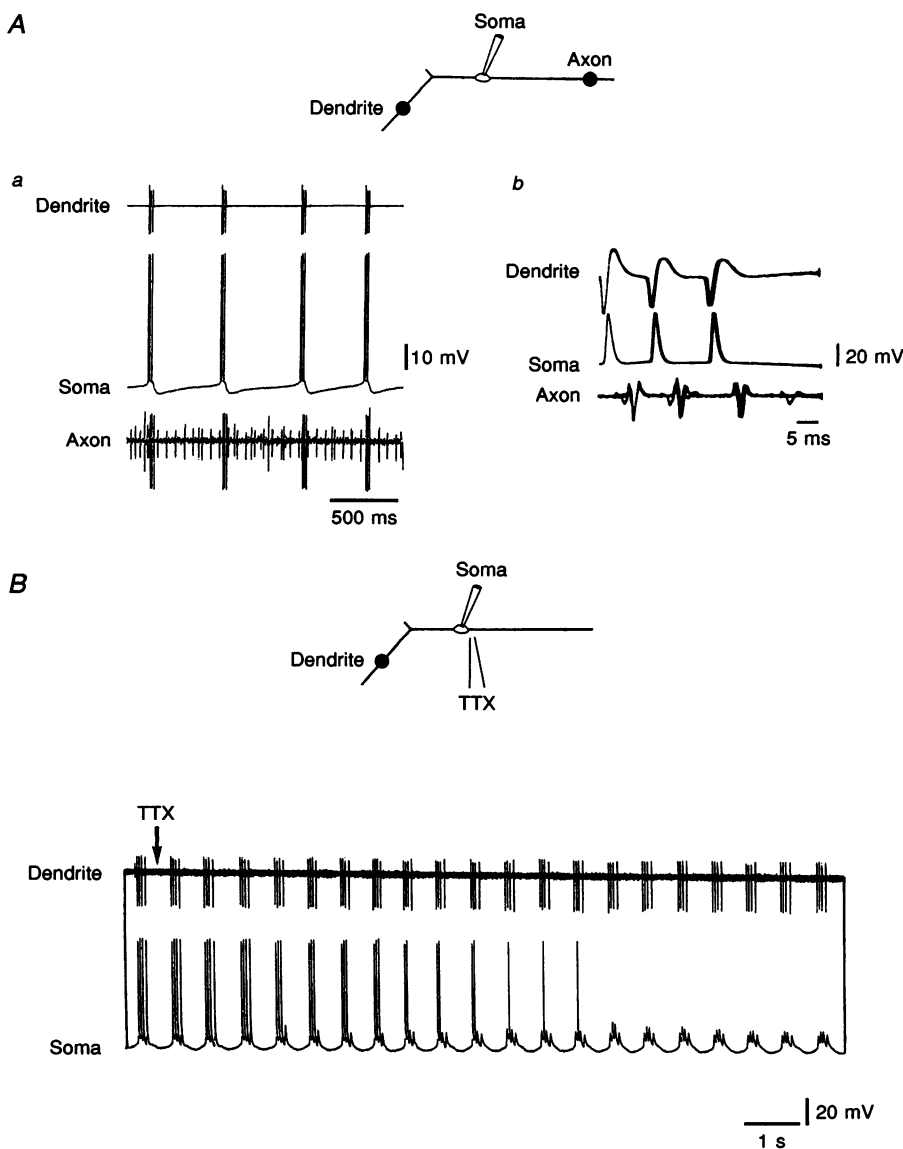 A
Soma
Axon
Dendrite
a
b
Dendrite
10 mV
Soma
Axon
500 ms
Dendrite
Soma
20 mV
Axon
5 ms
B
Soma
Dendrite
TTX
TTX
Dendrite
Soma
20 mV
1 s